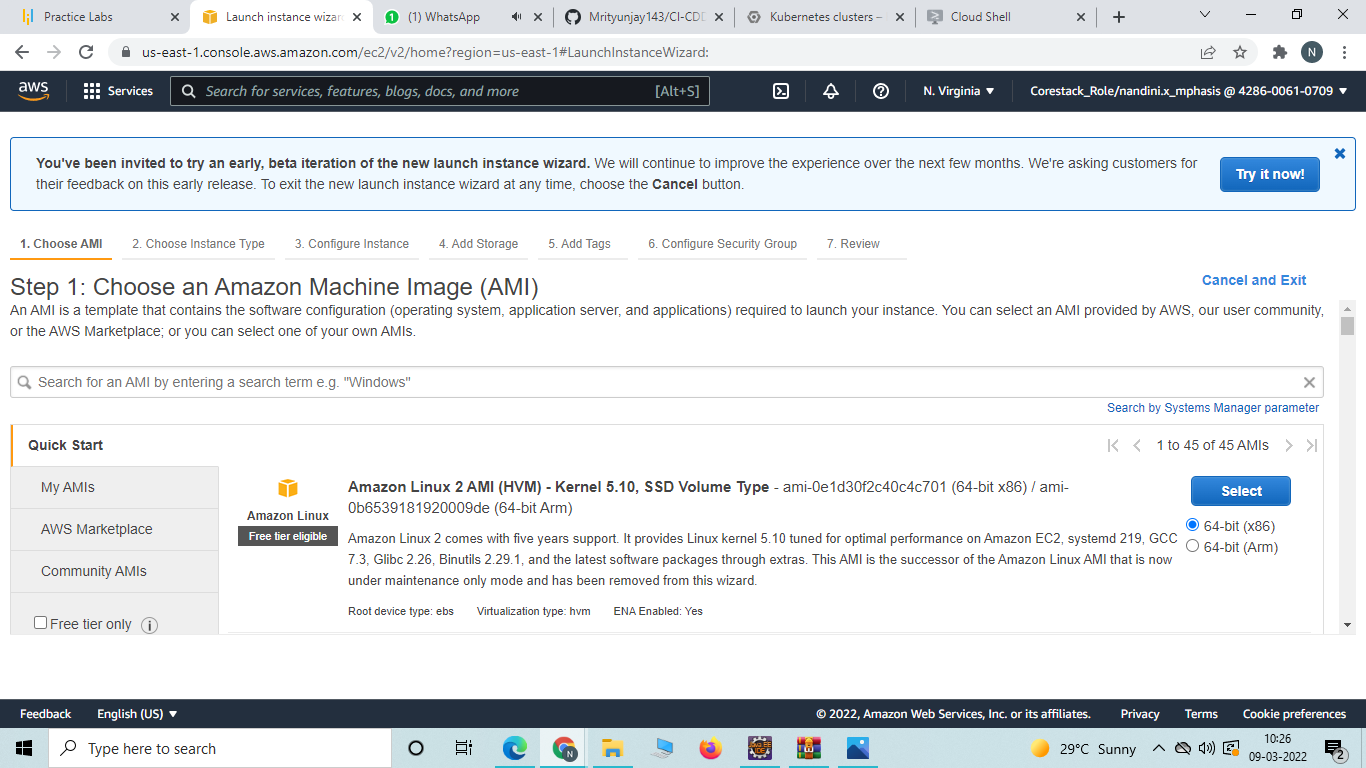 Practice Labs
Launch instance wizar
(1) WhatsApp
Mrityunjay143/CI-CD
Kubernetes clusters –
Cloud Shell
us-east-1.console.aws.amazon.com/ec2/v2/home?region=us-east-1#LaunchInstanceWizard:
N
aws
Services
Search for services, features, blogs, docs, and more
[Alt+S]
N. Virginia
Corestack_Role/nandini.x_mphasis @ 4286-0061-0709
You've been invited to try an early, beta iteration of the new launch instance wizard. We will continue to improve the experience over the next few months. We're asking customers for
their feedback on this early release. To exit the new launch instance wizard at any time, choose the Cancel button.
Try it now!
1. Choose AMI
2. Choose Instance Type
3. Configure Instance
4. Add Storage
5. Add Tags
6. Configure Security Group
7. Review
Step 1: Choose an Amazon Machine Image (AMI)
Cancel and Exit
An AMI is a template that contains the software configuration (operating system, application server, and applications) required to launch your instance. You can select an AMI provided by AWS, our user community,
or the AWS Marketplace; or you can select one of your own AMIs.
Search for an AMI by entering a search term e.g. "Windows"
Search by Systems Manager parameter
Quick Start
1 to 45 of 45 AMIs
My AMIs
AWS Marketplace
Community AMIs
Free tier only
i
Amazon Linux
Free tier eligible
Amazon Linux 2 AMI (HVM) - Kernel 5.10, SSD Volume Type - ami-0e1d30f2c40c4c701 (64-bit x86) / ami-
0b6539181920009de (64-bit Arm)
Amazon Linux 2 comes with five years support. It provides Linux kernel 5.10 tuned for optimal performance on Amazon EC2, systemd 219, GCC
7.3, Glibc 2.26, Binutils 2.29.1, and the latest software packages through extras. This AMI is the successor of the Amazon Linux AMI that is now
under maintenance only mode and has been removed from this wizard.
Root device type: ebs
Virtualization type: hvm
ENA Enabled: Yes
Select
64-bit (x86)
64-bit (Arm)
Feedback
English (US)
© 2022, Amazon Web Services, Inc. or its affiliates.
Privacy
Terms
Cookie preferences
Type here to search
N
29°C Sunny
10:26
09-03-2022
2